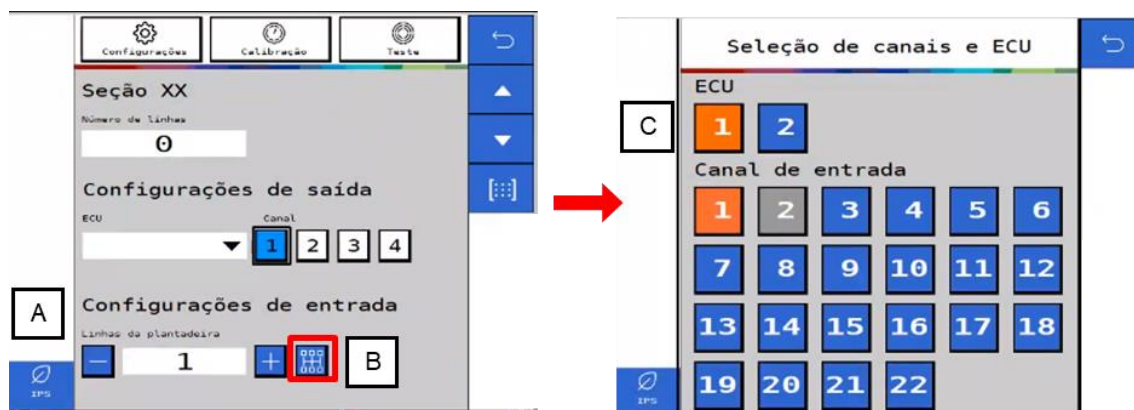 Configurações
Calibração
Teste
Seção XX
Número de linhas
0
Configurações de saída
ECU
Canal
1 2 3 4
A
Configurações de entrada
Linhas da plantadeira
− 1 +
B
IPS
Seleção de canais e ECU
ECU
C
1 2
Canal de entrada
1 2 3 4 5 6
7 8 9 10 11 12
13 14 15 16 17 18
19 20 21 22
IPS